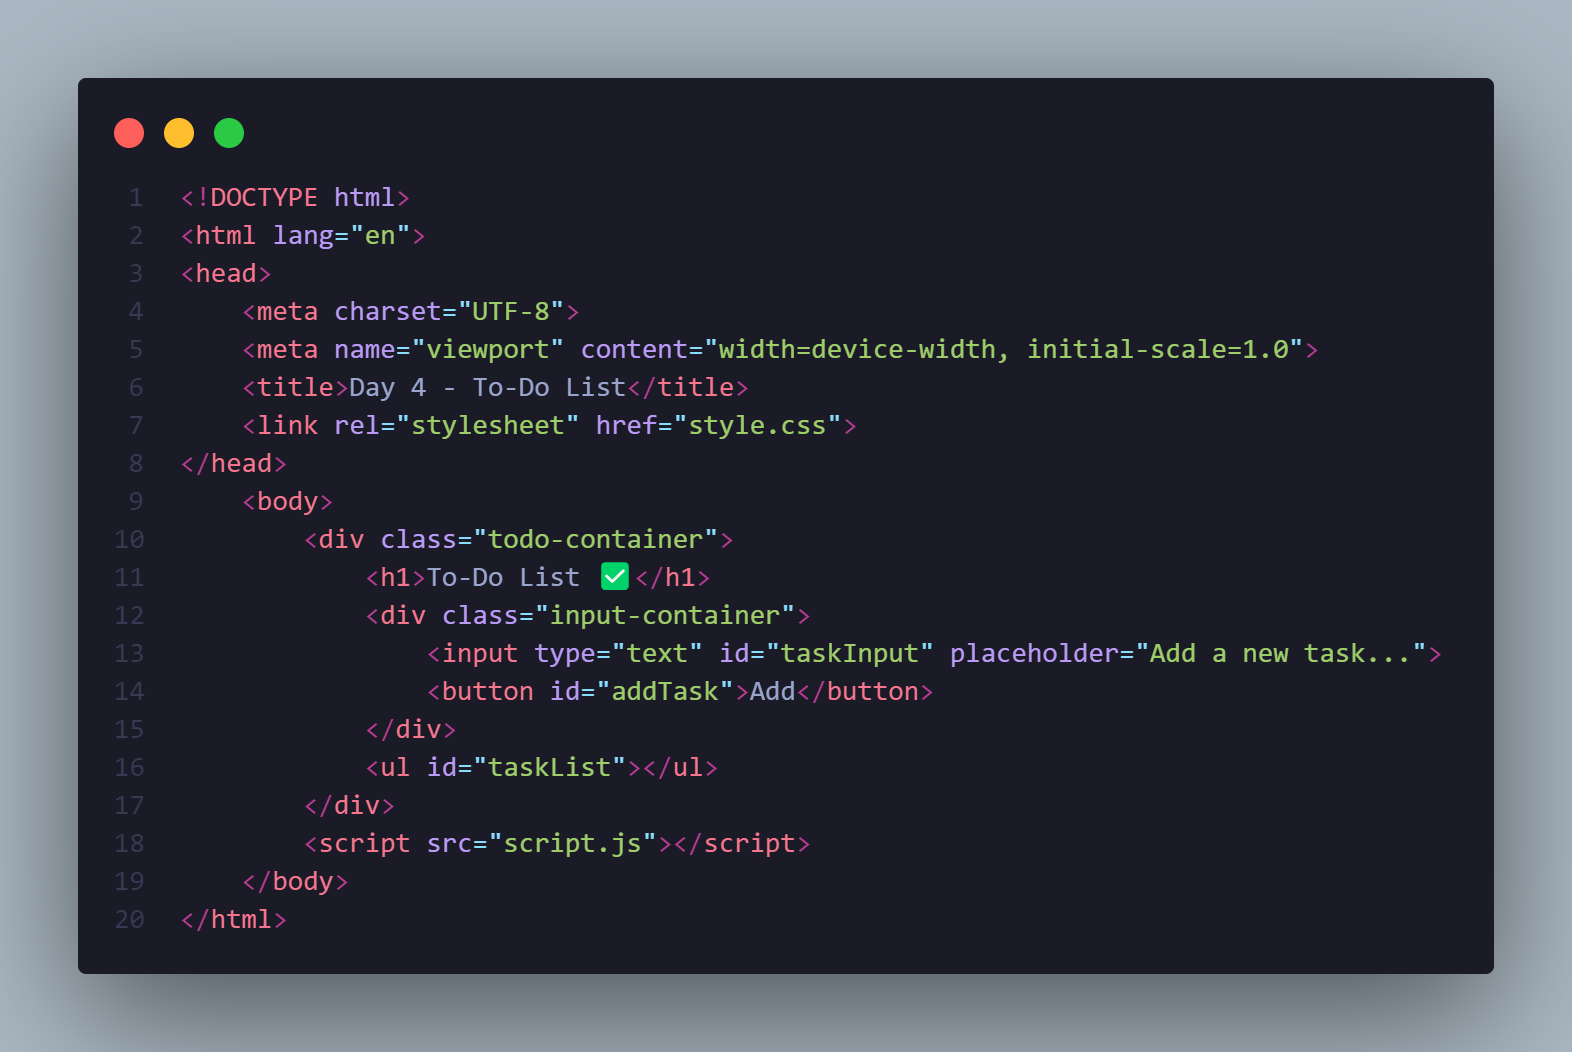 1 <!DOCTYPE html>
2 <html lang="en">
3 <head>
4     <meta charset="UTF-8">
5     <meta name="viewport" content="width=device-width, initial-scale=1.0">
6     <title>Day 4 - To-Do List</title>
7     <link rel="stylesheet" href="style.css">
8 </head>
9     <body>
10         <div class="todo-container">
11             <h1>To-Do List ✅</h1>
12             <div class="input-container">
13                 <input type="text" id="taskInput" placeholder="Add a new task...">
14                 <button id="addTask">Add</button>
15             </div>
16             <ul id="taskList"></ul>
17         </div>
18         <script src="script.js"></script>
19     </body>
20 </html>